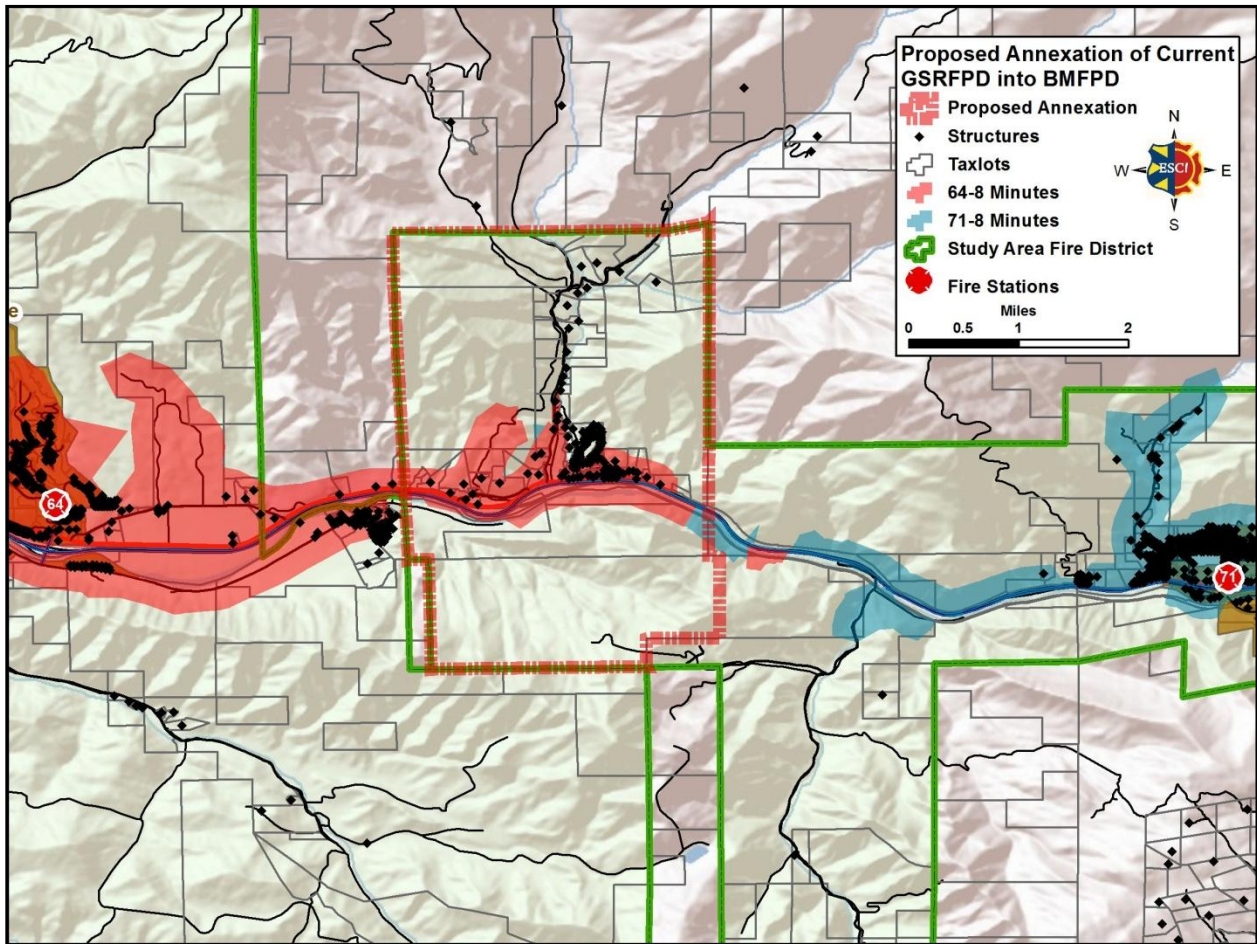 Proposed Annexation of Current
GSRFPD into BMFPD
Proposed Annexation
Structures
Taxlots
64-8 Minutes
71-8 Minutes
Study Area Fire District
Fire Stations
Miles
0 0.5 1 2
N
W ESCI E
S
e
64
71